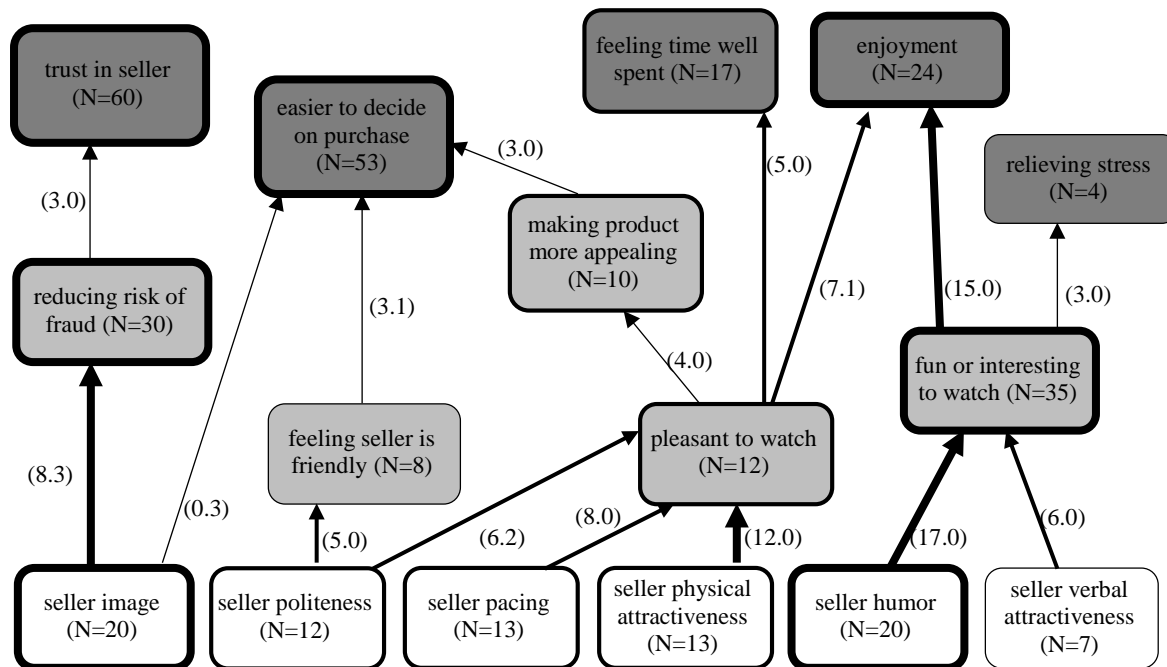 trust in seller
(N=60)
easier to decide
on purchase
(N=53)
feeling time well
spent (N=17)
enjoyment
(N=24)
relieving stress
(N=4)
(3.0)
(3.0)
(5.0)
making product
more appealing
(N=10)
reducing risk of
fraud (N=30)
(3.1)
(7.1)
(15.0)
(3.0)
(4.0)
fun or interesting
to watch (N=35)
feeling seller is
friendly (N=8)
pleasant to watch
(N=12)
(8.3)
(0.3)
(5.0)
(6.2)
(8.0)
(12.0)
(17.0)
(6.0)
seller image
(N=20)
seller politeness
(N=12)
seller pacing
(N=13)
seller physical
attractiveness
(N=13)
seller humor
(N=20)
seller verbal
attractiveness
(N=7)